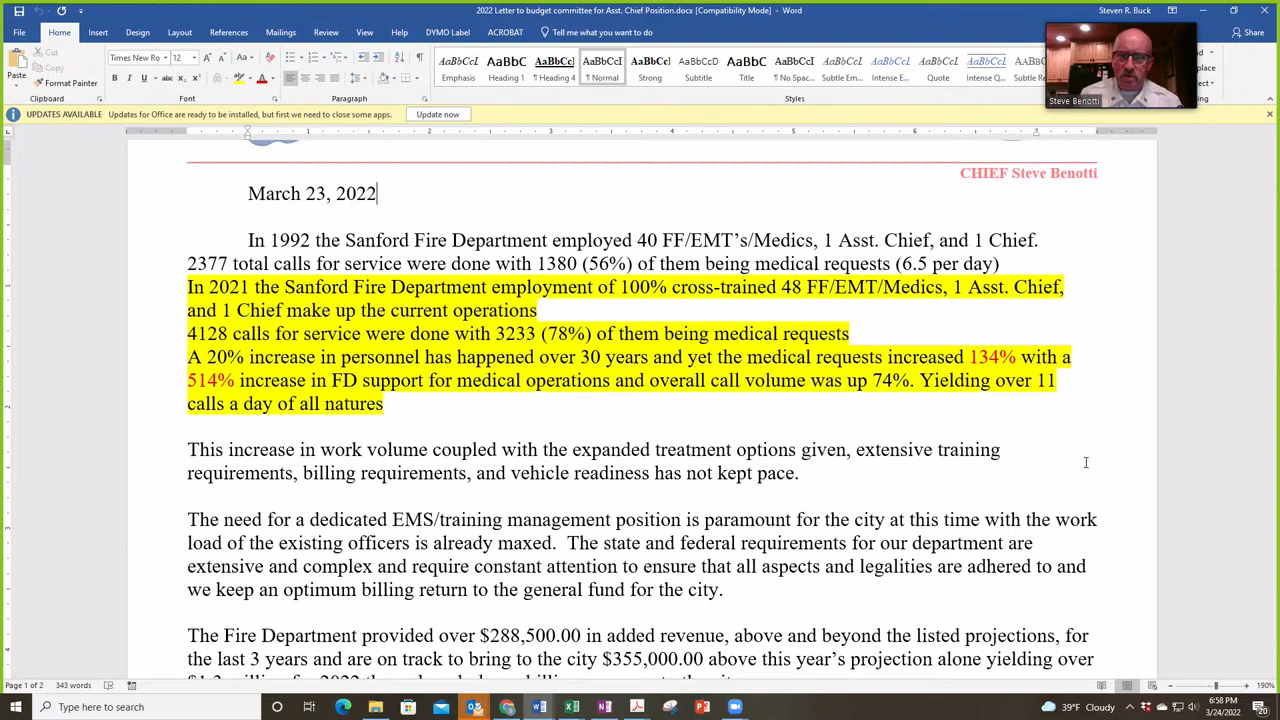 2022 Letter to budget committee for Asst. Chief Position.docx [Compatibility Mode] - Word
Steven R. Buck
File Home Insert Design Layout References Mailings Review View Help DYMO Label ACROBAT Tell me what you want to do
Share
Paste
Cut
Copy
Format Painter
Times New Ro 12
AaBbCcI AaBbC AaBbCc AaBbCcI AaBbCc AaBbCcD AaBbC AaBbCcI AaBbCcI AaBbCcI AaBbCcI AaBbCcI
Emphasis Heading 1 ¶ Heading 4 ¶ Normal Strong Subtitle Title ¶ No Spac... Subtle Em... Intense E... Quote Intense Q... Subtle Re
Clipboard Font Paragraph Styles
Steve Benotti
UPDATES AVAILABLE Updates for Office are ready to be installed, but first we need to close some apps. Update now
1 2 3 4 5 6 7
CHIEF Steve Benotti
March 23, 2022
In 1992 the Sanford Fire Department employed 40 FF/EMT’s/Medics, 1 Asst. Chief, and 1 Chief.
2377 total calls for service were done with 1380 (56%) of them being medical requests (6.5 per day)
In 2021 the Sanford Fire Department employment of 100% cross-trained 48 FF/EMT/Medics, 1 Asst. Chief,
and 1 Chief make up the current operations
4128 calls for service were done with 3233 (78%) of them being medical requests
A 20% increase in personnel has happened over 30 years and yet the medical requests increased 134% with a
514% increase in FD support for medical operations and overall call volume was up 74%. Yielding over 11
calls a day of all natures
This increase in work volume coupled with the expanded treatment options given, extensive training
requirements, billing requirements, and vehicle readiness has not kept pace.
The need for a dedicated EMS/training management position is paramount for the city at this time with the work
load of the existing officers is already maxed. The state and federal requirements for our department are
extensive and complex and require constant attention to ensure that all aspects and legalities are adhered to and
we keep an optimum billing return to the general fund for the city.
The Fire Department provided over $288,500.00 in added revenue, above and beyond the listed projections, for
the last 3 years and are on track to bring to the city $355,000.00 above this year’s projection alone yielding over
Page 1 of 2 343 words
190%
Type here to search
39°F Cloudy
6:58 PM
3/24/2022